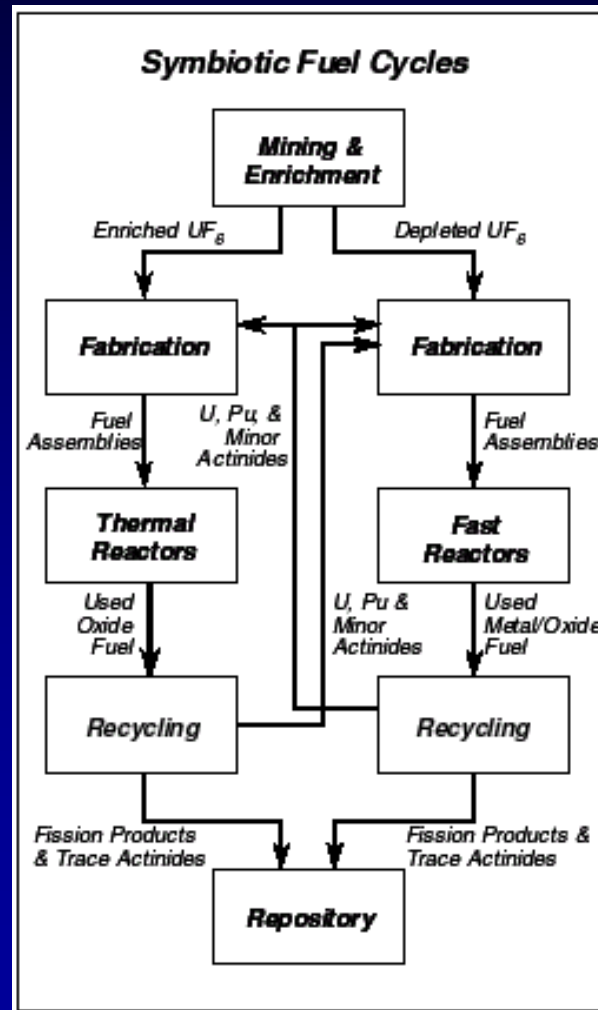 Symbiotic Fuel Cycles
Mining &
Enrichment
Enriched UF₆
Depleted UF₆
Fabrication
Fabrication
Fuel
Assemblies
U, Pu, &
Minor
Actinides
Fuel
Assemblies
Thermal
Reactors
Fast
Reactors
Used
Oxide
Fuel
U, Pu &
Minor
Actinides
Used
Metal/Oxide
Fuel
Recycling
Recycling
Fission Products
& Trace Actinides
Fission Products &
Trace Actinides
Repository